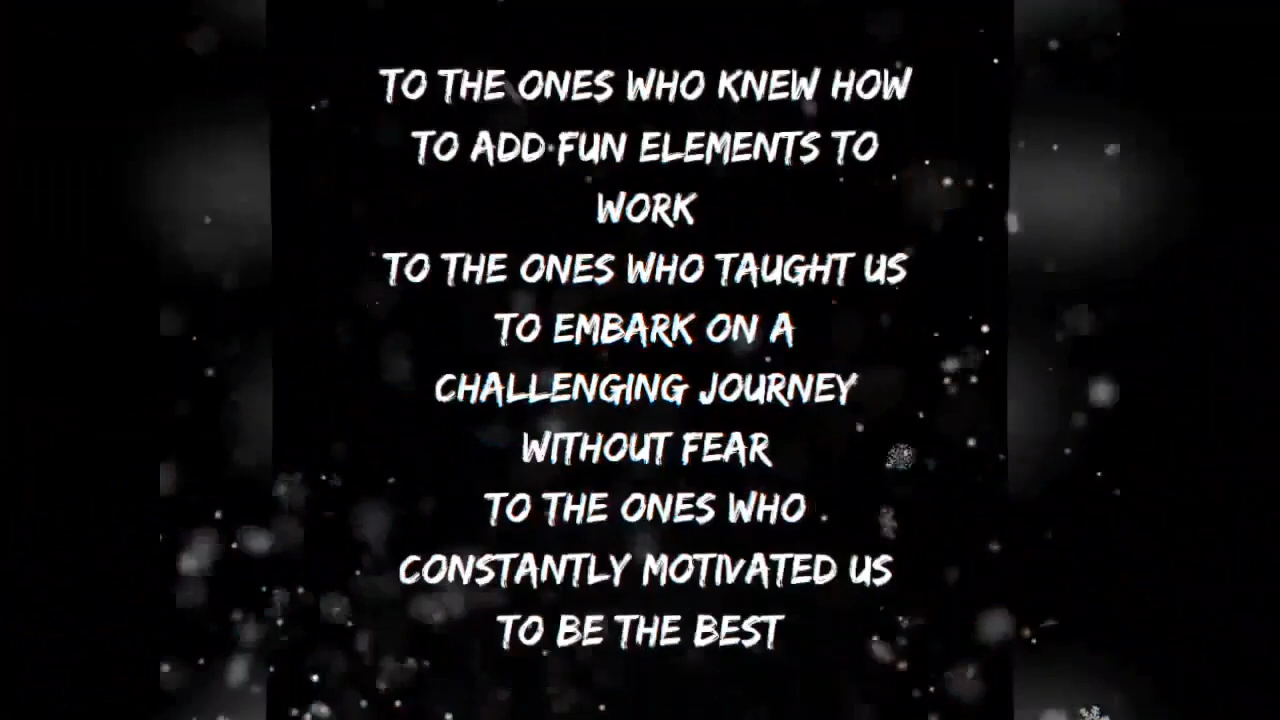 TO THE ONES WHO KNEW HOW
TO ADD FUN ELEMENTS TO
WORK
TO THE ONES WHO TAUGHT US
TO EMBARK ON A
CHALLENGING JOURNEY
WITHOUT FEAR
TO THE ONES WHO
CONSTANTLY MOTIVATED US
TO BE THE BEST